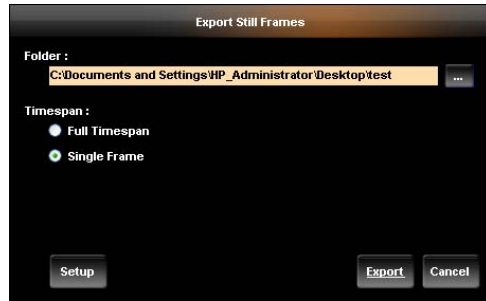 Export Still Frames
Folder :
C:\Documents and Settings\HP_Administrator\Desktop\test
...
Timespan :
Full Timespan
Single Frame
Setup
Export
Cancel